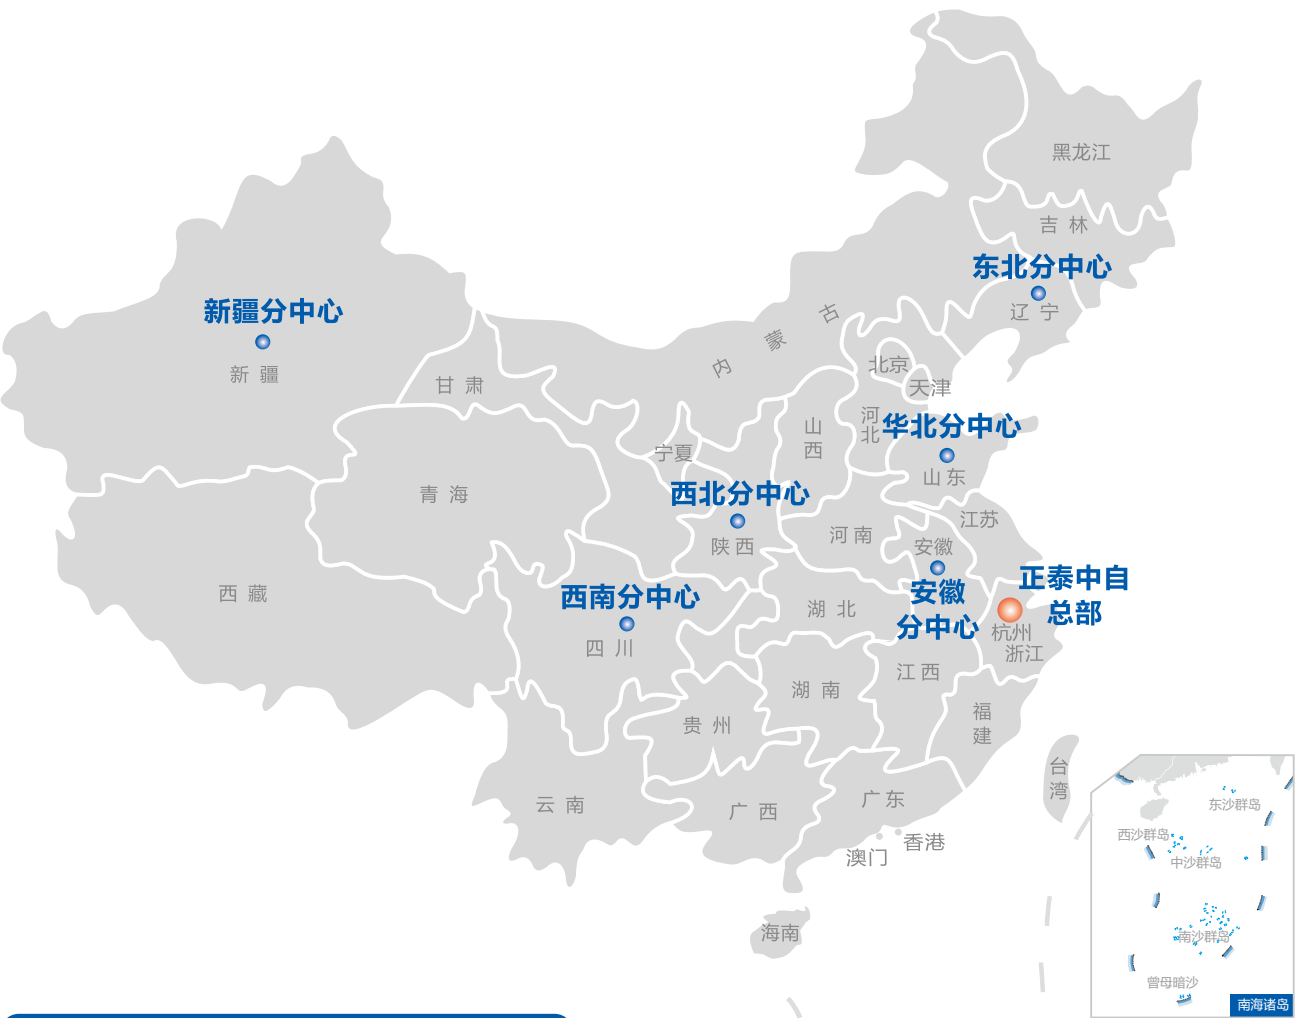 黑龙江
吉 林
东北分中心
辽 宁
新疆分中心
新 疆
内 蒙 古
甘 肃
北京
天津
河北
华北分中心
山西
宁夏
山 东
青 海
西北分中心
陕 西
河 南
江苏
安徽
安徽
分中心
正泰中自
总部
杭州
浙江
西 藏
西南分中心
四 川
湖 北
江 西
湖 南
福建
贵 州
云 南
广 西
广 东
台湾
香港
澳门
海南
东沙群岛
西沙群岛
中沙群岛
南沙群岛
曾母暗沙
南海诸岛